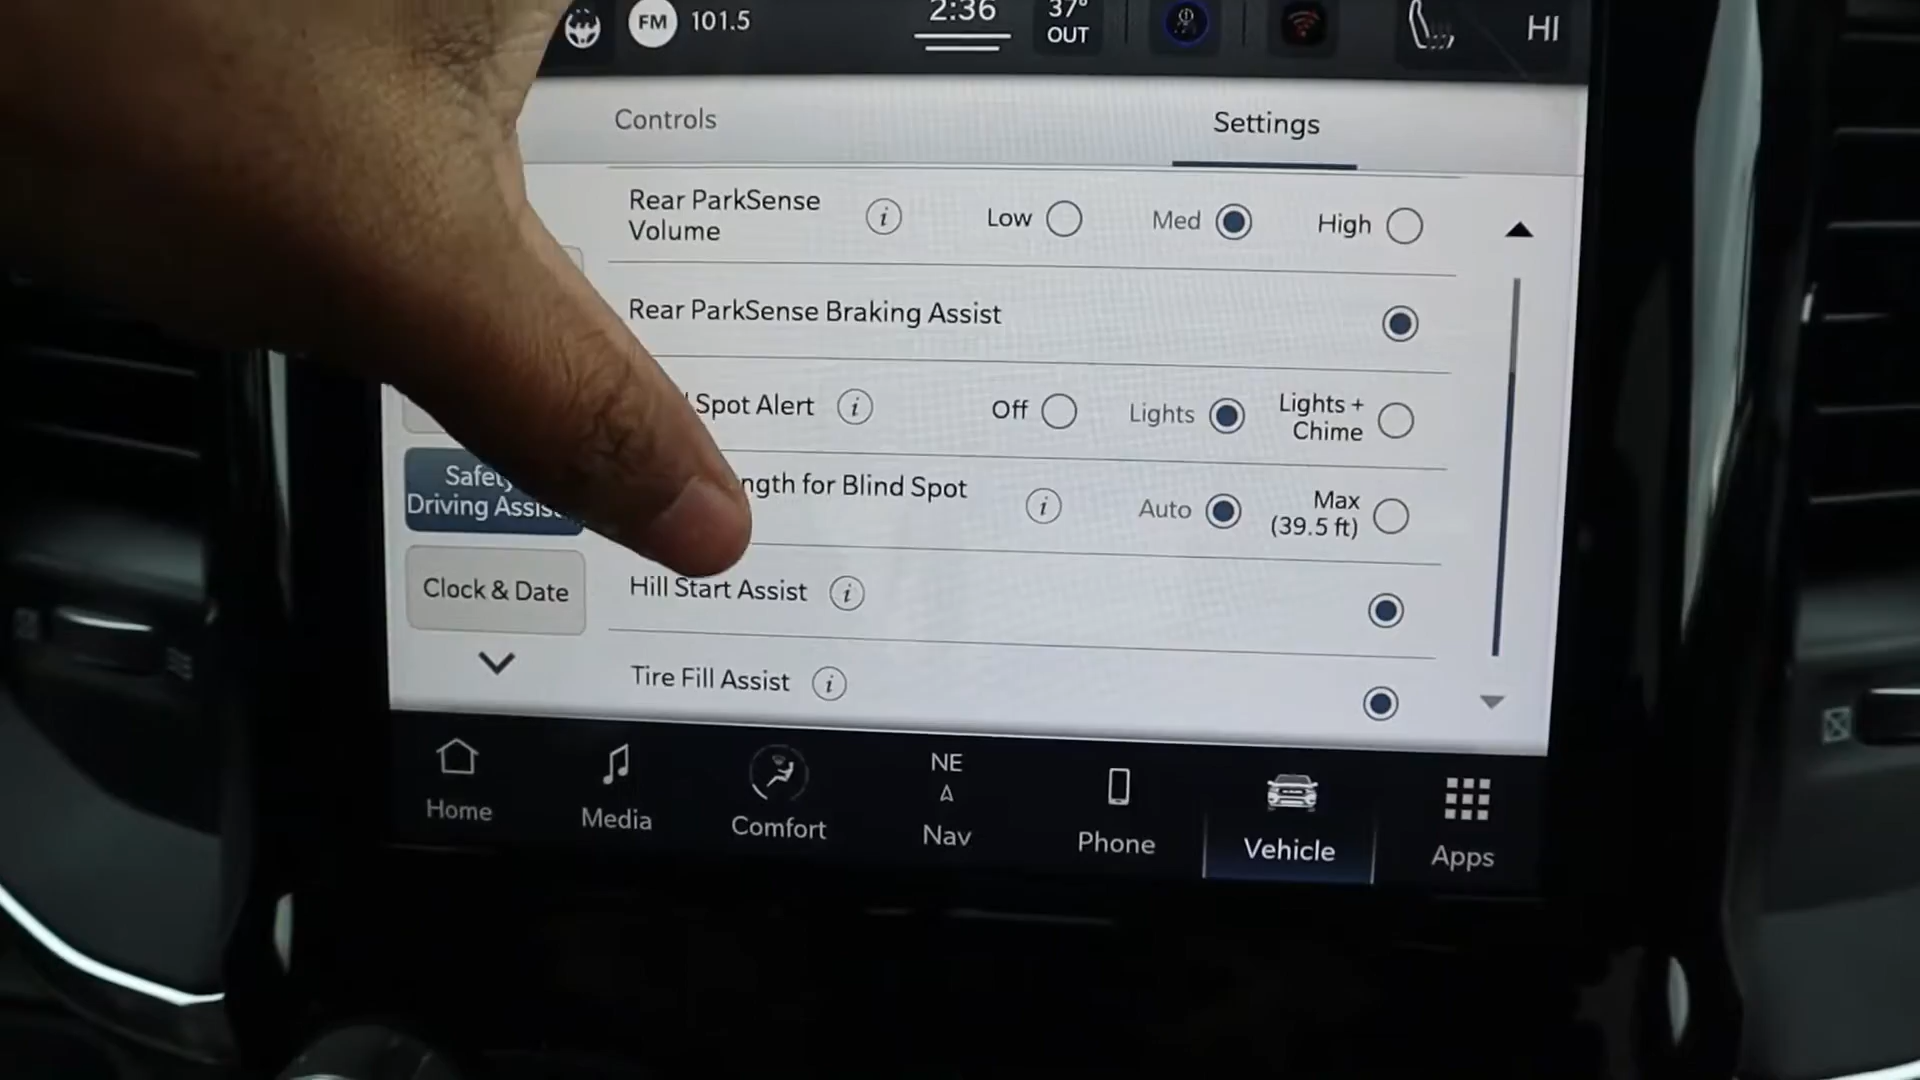 FM 101.5
2:36
37°
OUT
HI
Controls
Settings
Rear ParkSense
Volume
Low
Med
High
Rear ParkSense Braking Assist
Spot Alert
Off
Lights
Lights +
Chime
for Blind Spot
Auto
Max
(39.5 ft)
Hill Start Assist
Tire Fill Assist
Safety
Driving
Clock & Date
Home
Media
Comfort
NE
Nav
Phone
Vehicle
Apps